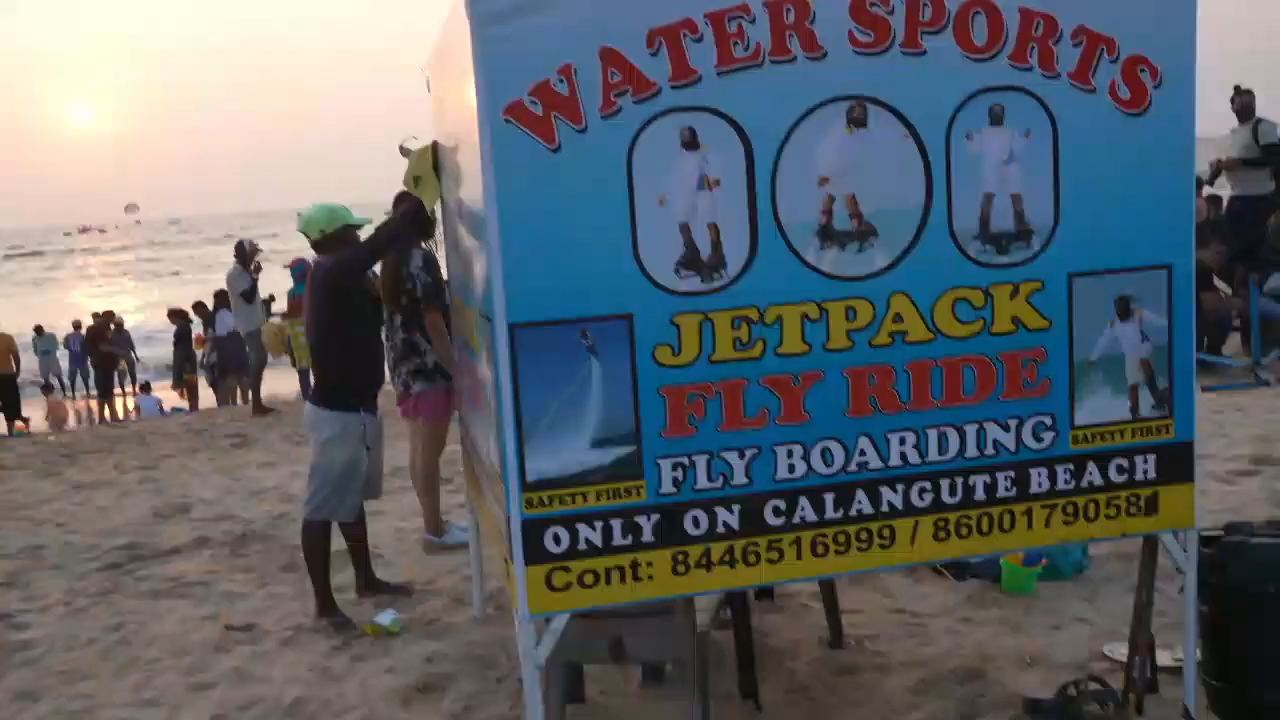 WATER SPORTS
JETPACK
FLY RIDE
FLY BOARDING
SAFETY FIRST
SAFETY FIRST
ONLY ON CALANGUTE BEACH
Cont: 8446516999 / 8600179058